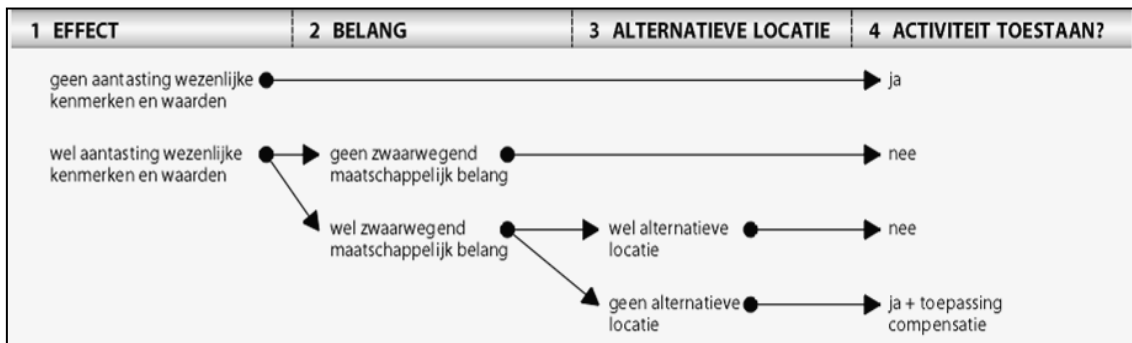 1 EFFECT
2 BELANG
3 ALTERNATIEVE LOCATIE
4 ACTIVITEIT TOESTAAN?
geen aantasting wezenlijke
kenmerken en waarden
ja
wel aantasting wezenlijke
kenmerken en waarden
geen zwaarwegend
maatschappelijk belang
nee
wel zwaarwegend
maatschappelijk belang
wel alternatieve
locatie
nee
geen alternatieve
locatie
ja + toepassing
compensatie